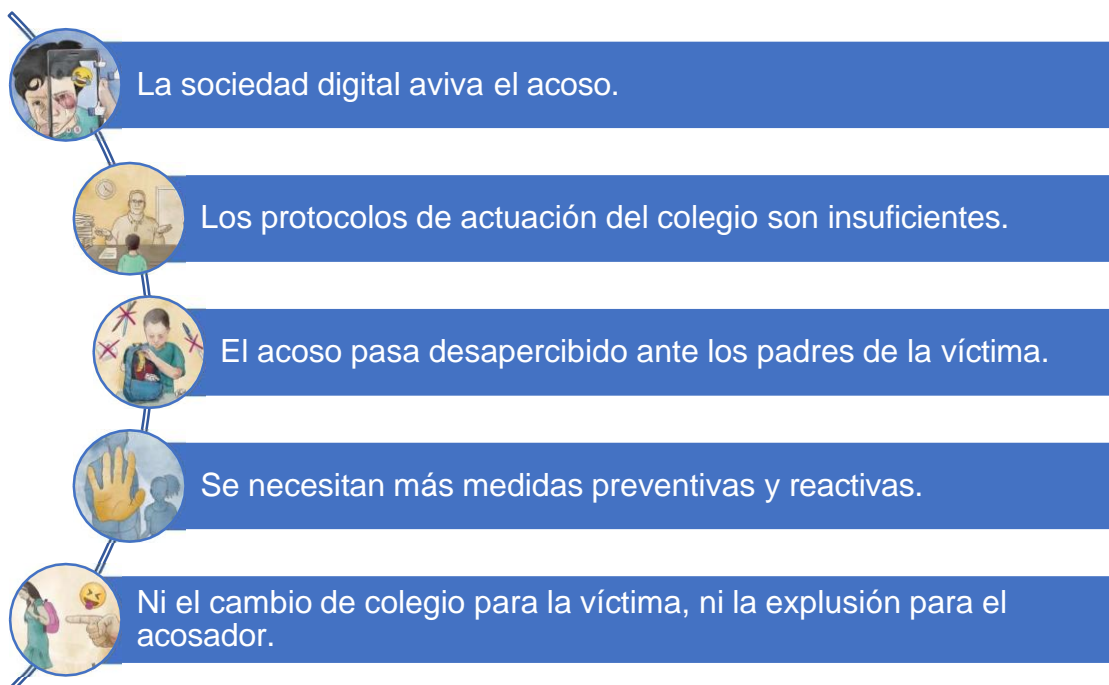 La sociedad digital aviva el acoso.
Los protocolos de actuación del colegio son insuficientes.
El acoso pasa desapercibido ante los padres de la víctima.
Se necesitan más medidas preventivas y reactivas.
Ni el cambio de colegio para la víctima, ni la explusión para el
acosador.